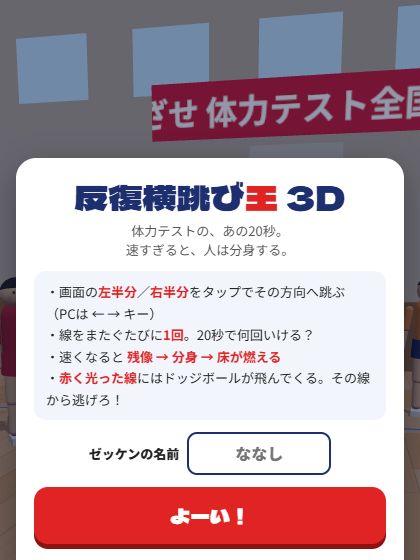 ざせ 体力テスト全国
反復横跳び王 3D
体力テストの、あの20秒。
速すぎると、人は分身する。
・画面の左半分／右半分をタップでその方向へ跳ぶ
（PCは ← → キー）
・線をまたぐたびに1回。20秒で何回いける？
・速くなると 残像 → 分身 → 床が燃える
・赤く光った線にはドッジボールが飛んでくる。その線
から逃げろ！
ゼッケンの名前 ななし
よーい！